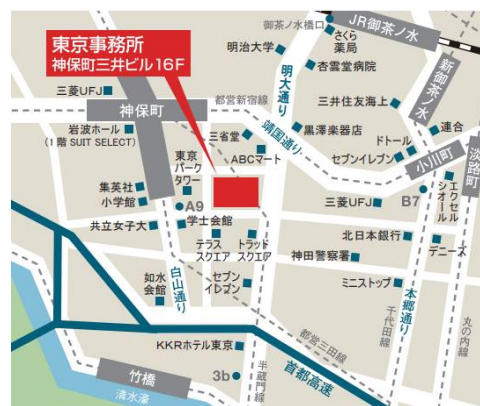 東京事務所
神保町三井ビル16F
御茶ノ水橋口
さくら
薬局
JR御茶ノ水
明治大学
杏雲堂病院
明大通り
新御茶ノ水
三菱UFJ
神保町
都営新宿線
三井住友海上
岩波ホール
(1階 SUIT SELECT)
三省堂
靖国通り
黒澤楽器店
ドトール
連合
ABCマート
セブンイレブン
小川町
淡路町
東京
パーク
タワー
集英社
小学館
A9
三菱UFJ
B7
エクセル
シオール
共立女子大
学士会館
北日本銀行
デニーズ
テラス
スクエア
トラッド
スクエア
神田警察署
如水
会館
白山通り
セブン
イレブン
ミニストップ
本郷通り
千代田線
丸の内線
都営三田線
KKRホテル東京
首都高速
竹橋
3b
半蔵門線
清水濠